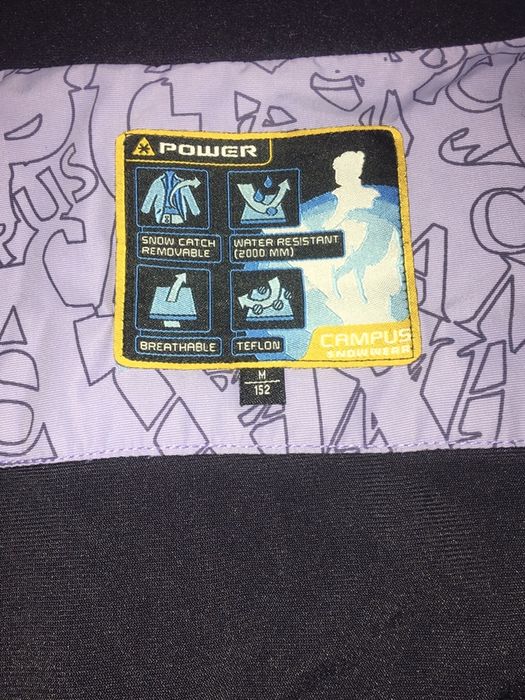 POWER
SNOW CATCH
REMOVABLE
WATER RESISTANT
(2000 MM)
BREATHABLE
TEFLON
CAMPUS
SNOWWEAR
M
152